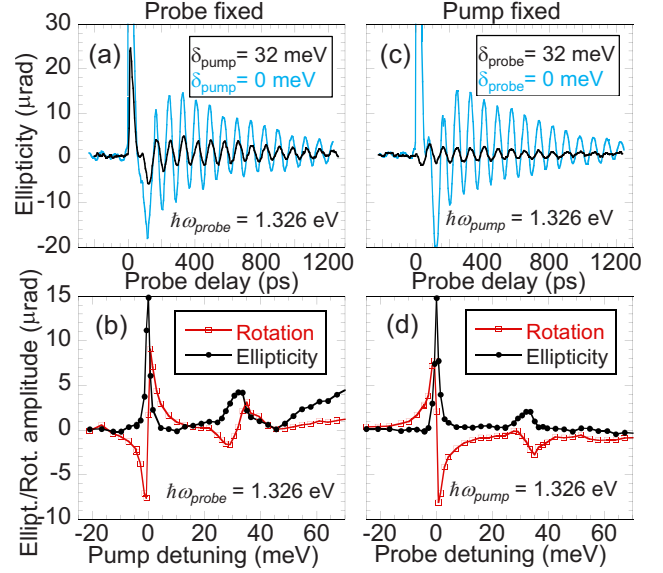 Probe fixed
Pump fixed
Ellipticity (μrad)
30
20
10
0
-10
-20
(a)
δpump= 32 meV
δpump= 0 meV
ℏωprobe = 1.326 eV
(c)
δprobe= 32 meV
δprobe= 0 meV
ℏωpump = 1.326 eV
0 400 800 1200
Probe delay (ps)
0 400 800 1200
Probe delay (ps)
Ellipt./Rot. amplitude (μrad)
15
10
5
0
-5
-10
(b)
Rotation
Ellipticity
ℏωprobe = 1.326 eV
(d)
Rotation
Ellipticity
ℏωpump = 1.326 eV
-20 0 20 40 60
Pump detuning (meV)
-20 0 20 40 60
Probe detuning (meV)